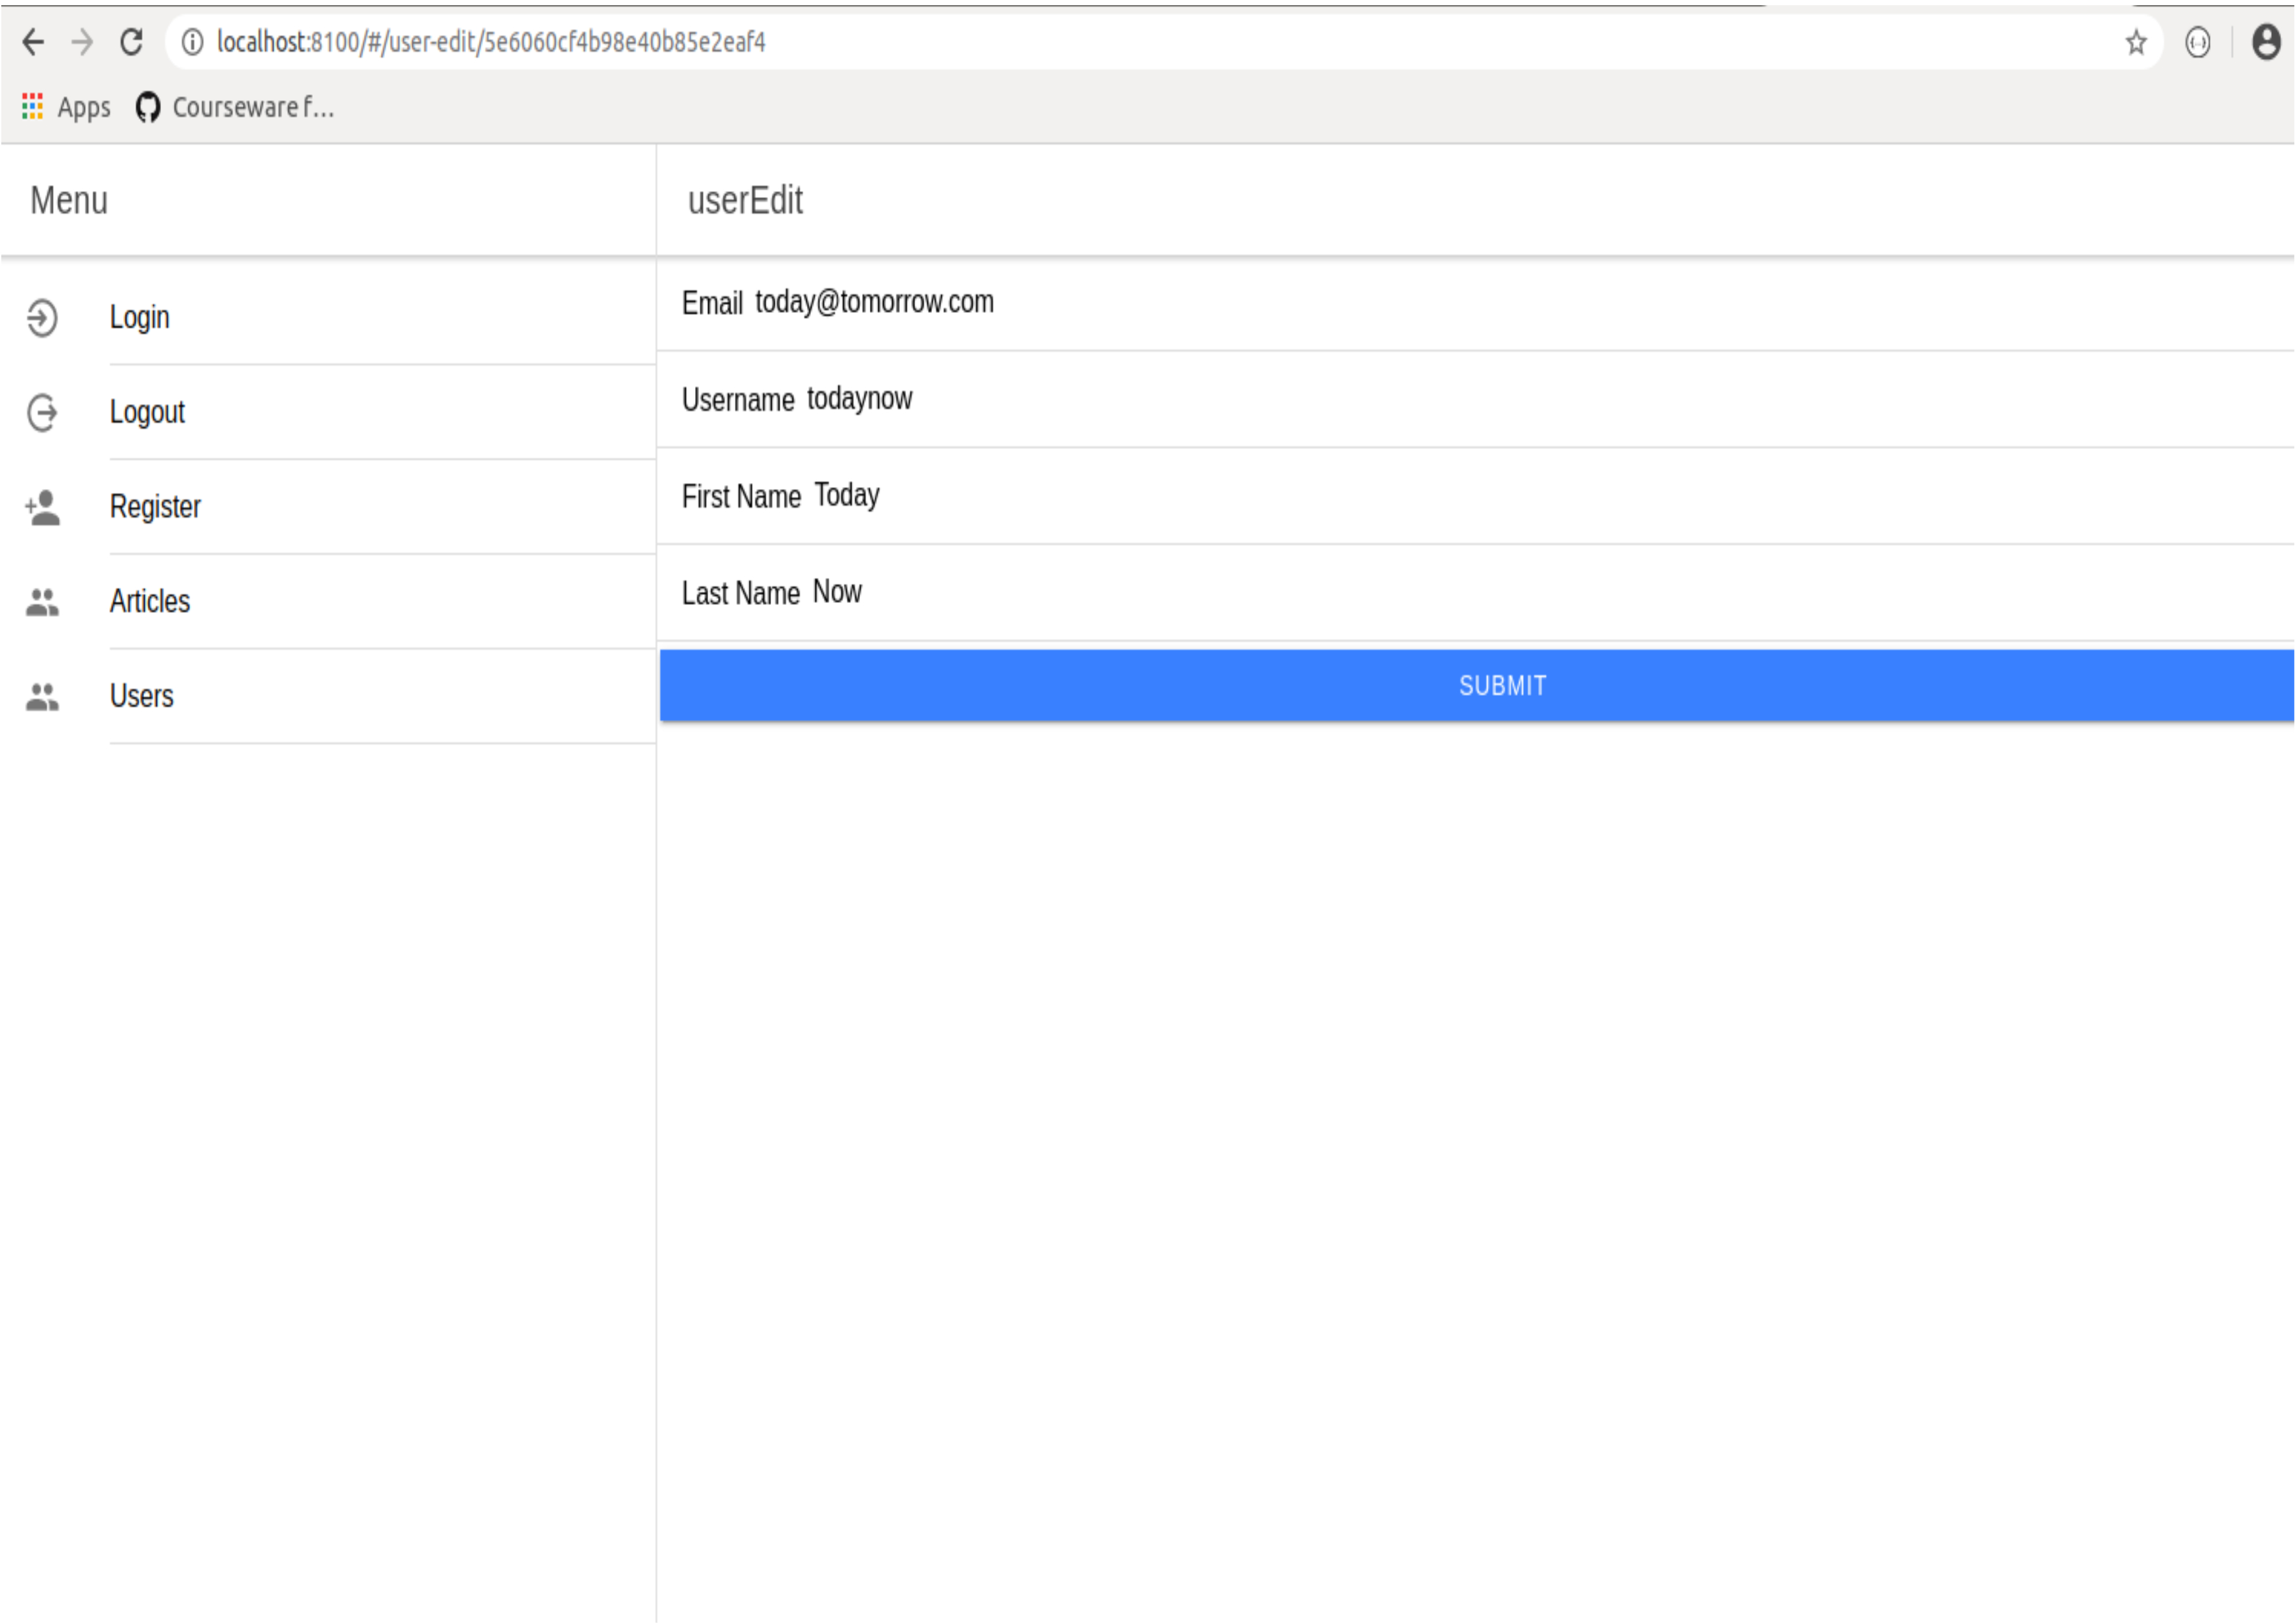 localhost:8100/#/user-edit/5e6060cf4b98e40b85e2eaf4
Apps Courseware f...
Menu
userEdit
Login
Logout
Register
Articles
Users
Email today@tomorrow.com
Username todaynow
First Name Today
Last Name Now
SUBMIT